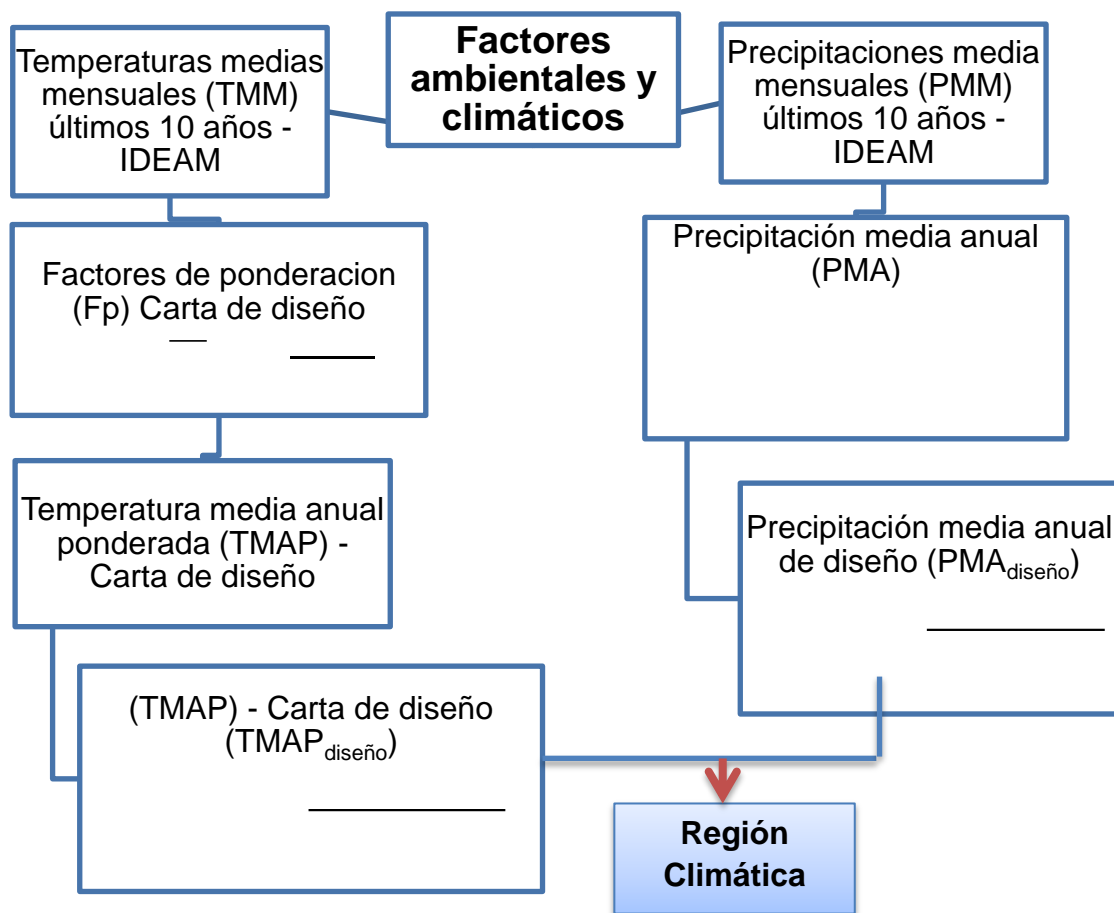 Factores
ambientales y
climáticos
Temperaturas medias
mensuales (TMM)
últimos 10 años -
IDEAM
Factores de ponderacion
(Fp) Carta de diseño
Temperatura media anual
ponderada (TMAP) -
Carta de diseño
(TMAP) - Carta de diseño
(TMAPdiseño)
Precipitaciones media
mensuales (PMM)
últimos 10 años -
IDEAM
Precipitación media anual
(PMA)
Precipitación media anual
de diseño (PMAdiseño)
Región
Climática